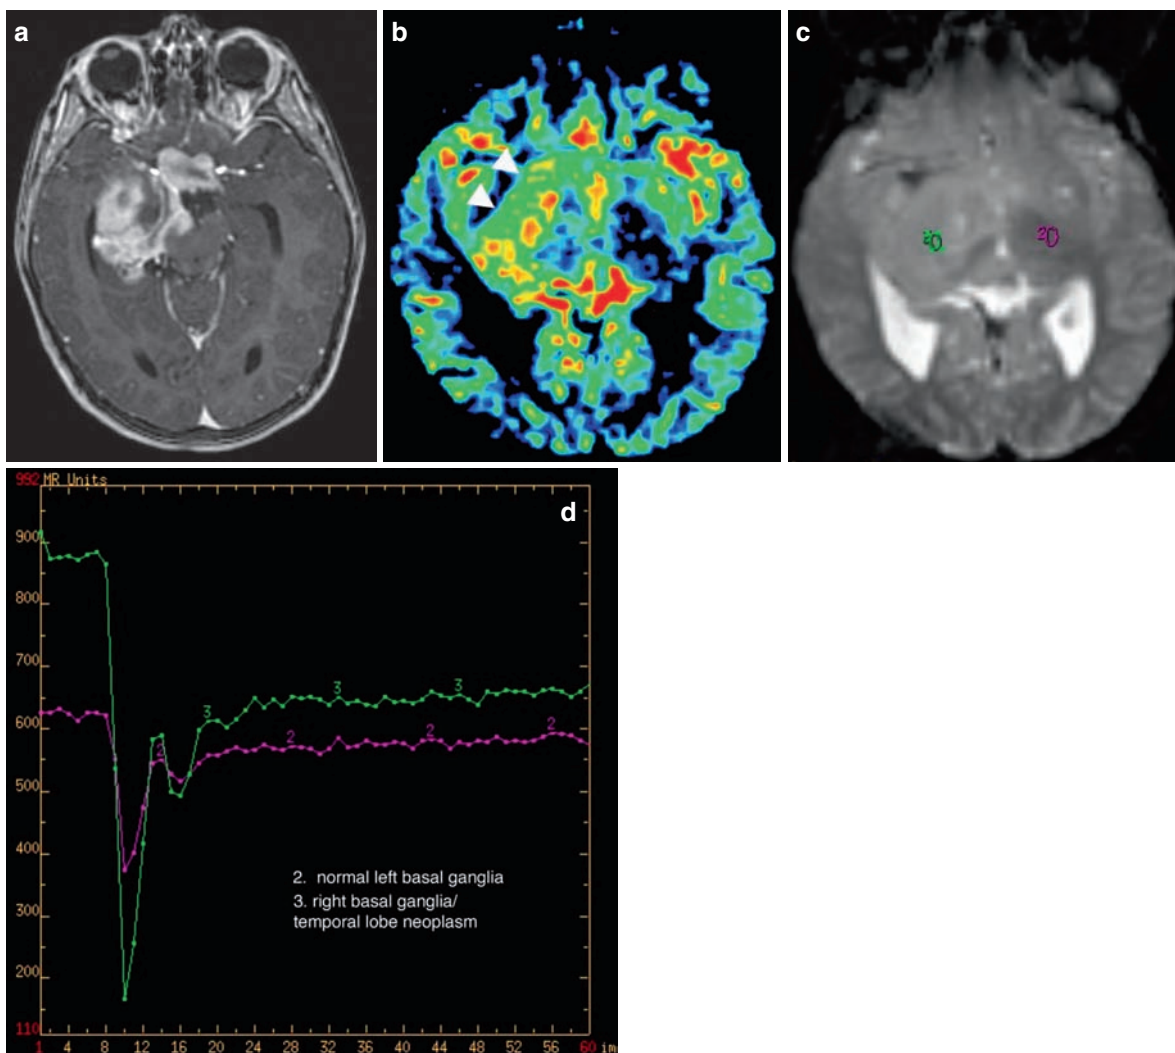 a
b
c
2
992 MR Units
d
900
800
700
600
500
400
300
200
110
3
3
3
2
2
2
2
2. normal left basal ganglia
3. right basal ganglia/
temporal lobe neoplasm
1 4 8 12 16 20 24 28 32 36 40 44 48 52 56 60 im